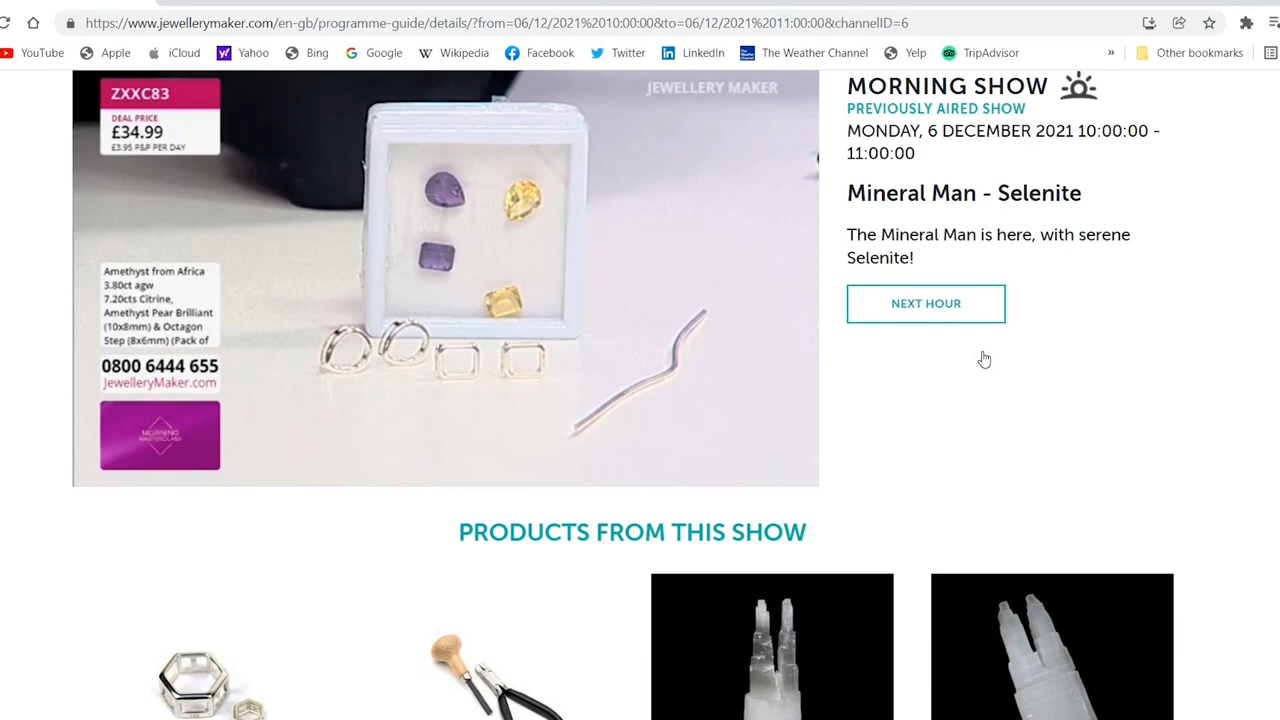 https://www.jewellerymaker.com/en-gb/programme-guide/details/?from=06/12/2021%2010:00:00&to=06/12/2021%2011:00:00&channelID=6
YouTube Apple iCloud Yahoo Bing Google Wikipedia Facebook Twitter LinkedIn The Weather Channel Yelp TripAdvisor » Other bookmarks
ZXXC83
DEAL PRICE
£34.99
£3.95 P&P PER DAY
JEWELLERY MAKER
Amethyst from Africa
3.80ct agw
7.20cts Citrine,
Amethyst Pear Brilliant
(10x8mm) & Octagon
Step (8x6mm) (Pack of
0800 6444 655
JewelleryMaker.com
MORNING
MASTERCLASS
MORNING SHOW
PREVIOUSLY AIRED SHOW
MONDAY, 6 DECEMBER 2021 10:00:00 -
11:00:00
Mineral Man - Selenite
The Mineral Man is here, with serene
Selenite!
NEXT HOUR
PRODUCTS FROM THIS SHOW